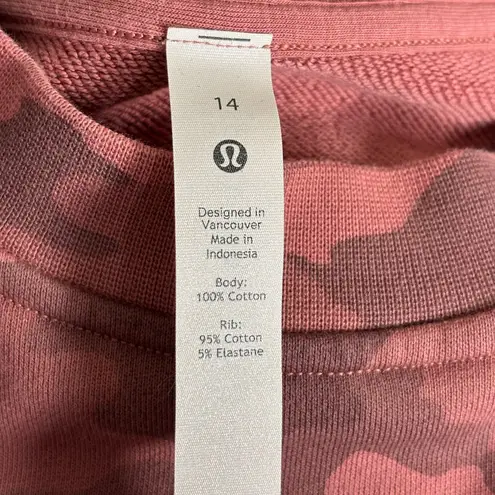 14
Designed in
Vancouver
Made in
Indonesia
Body:
100% Cotton
Rib:
95% Cotton
5% Elastane